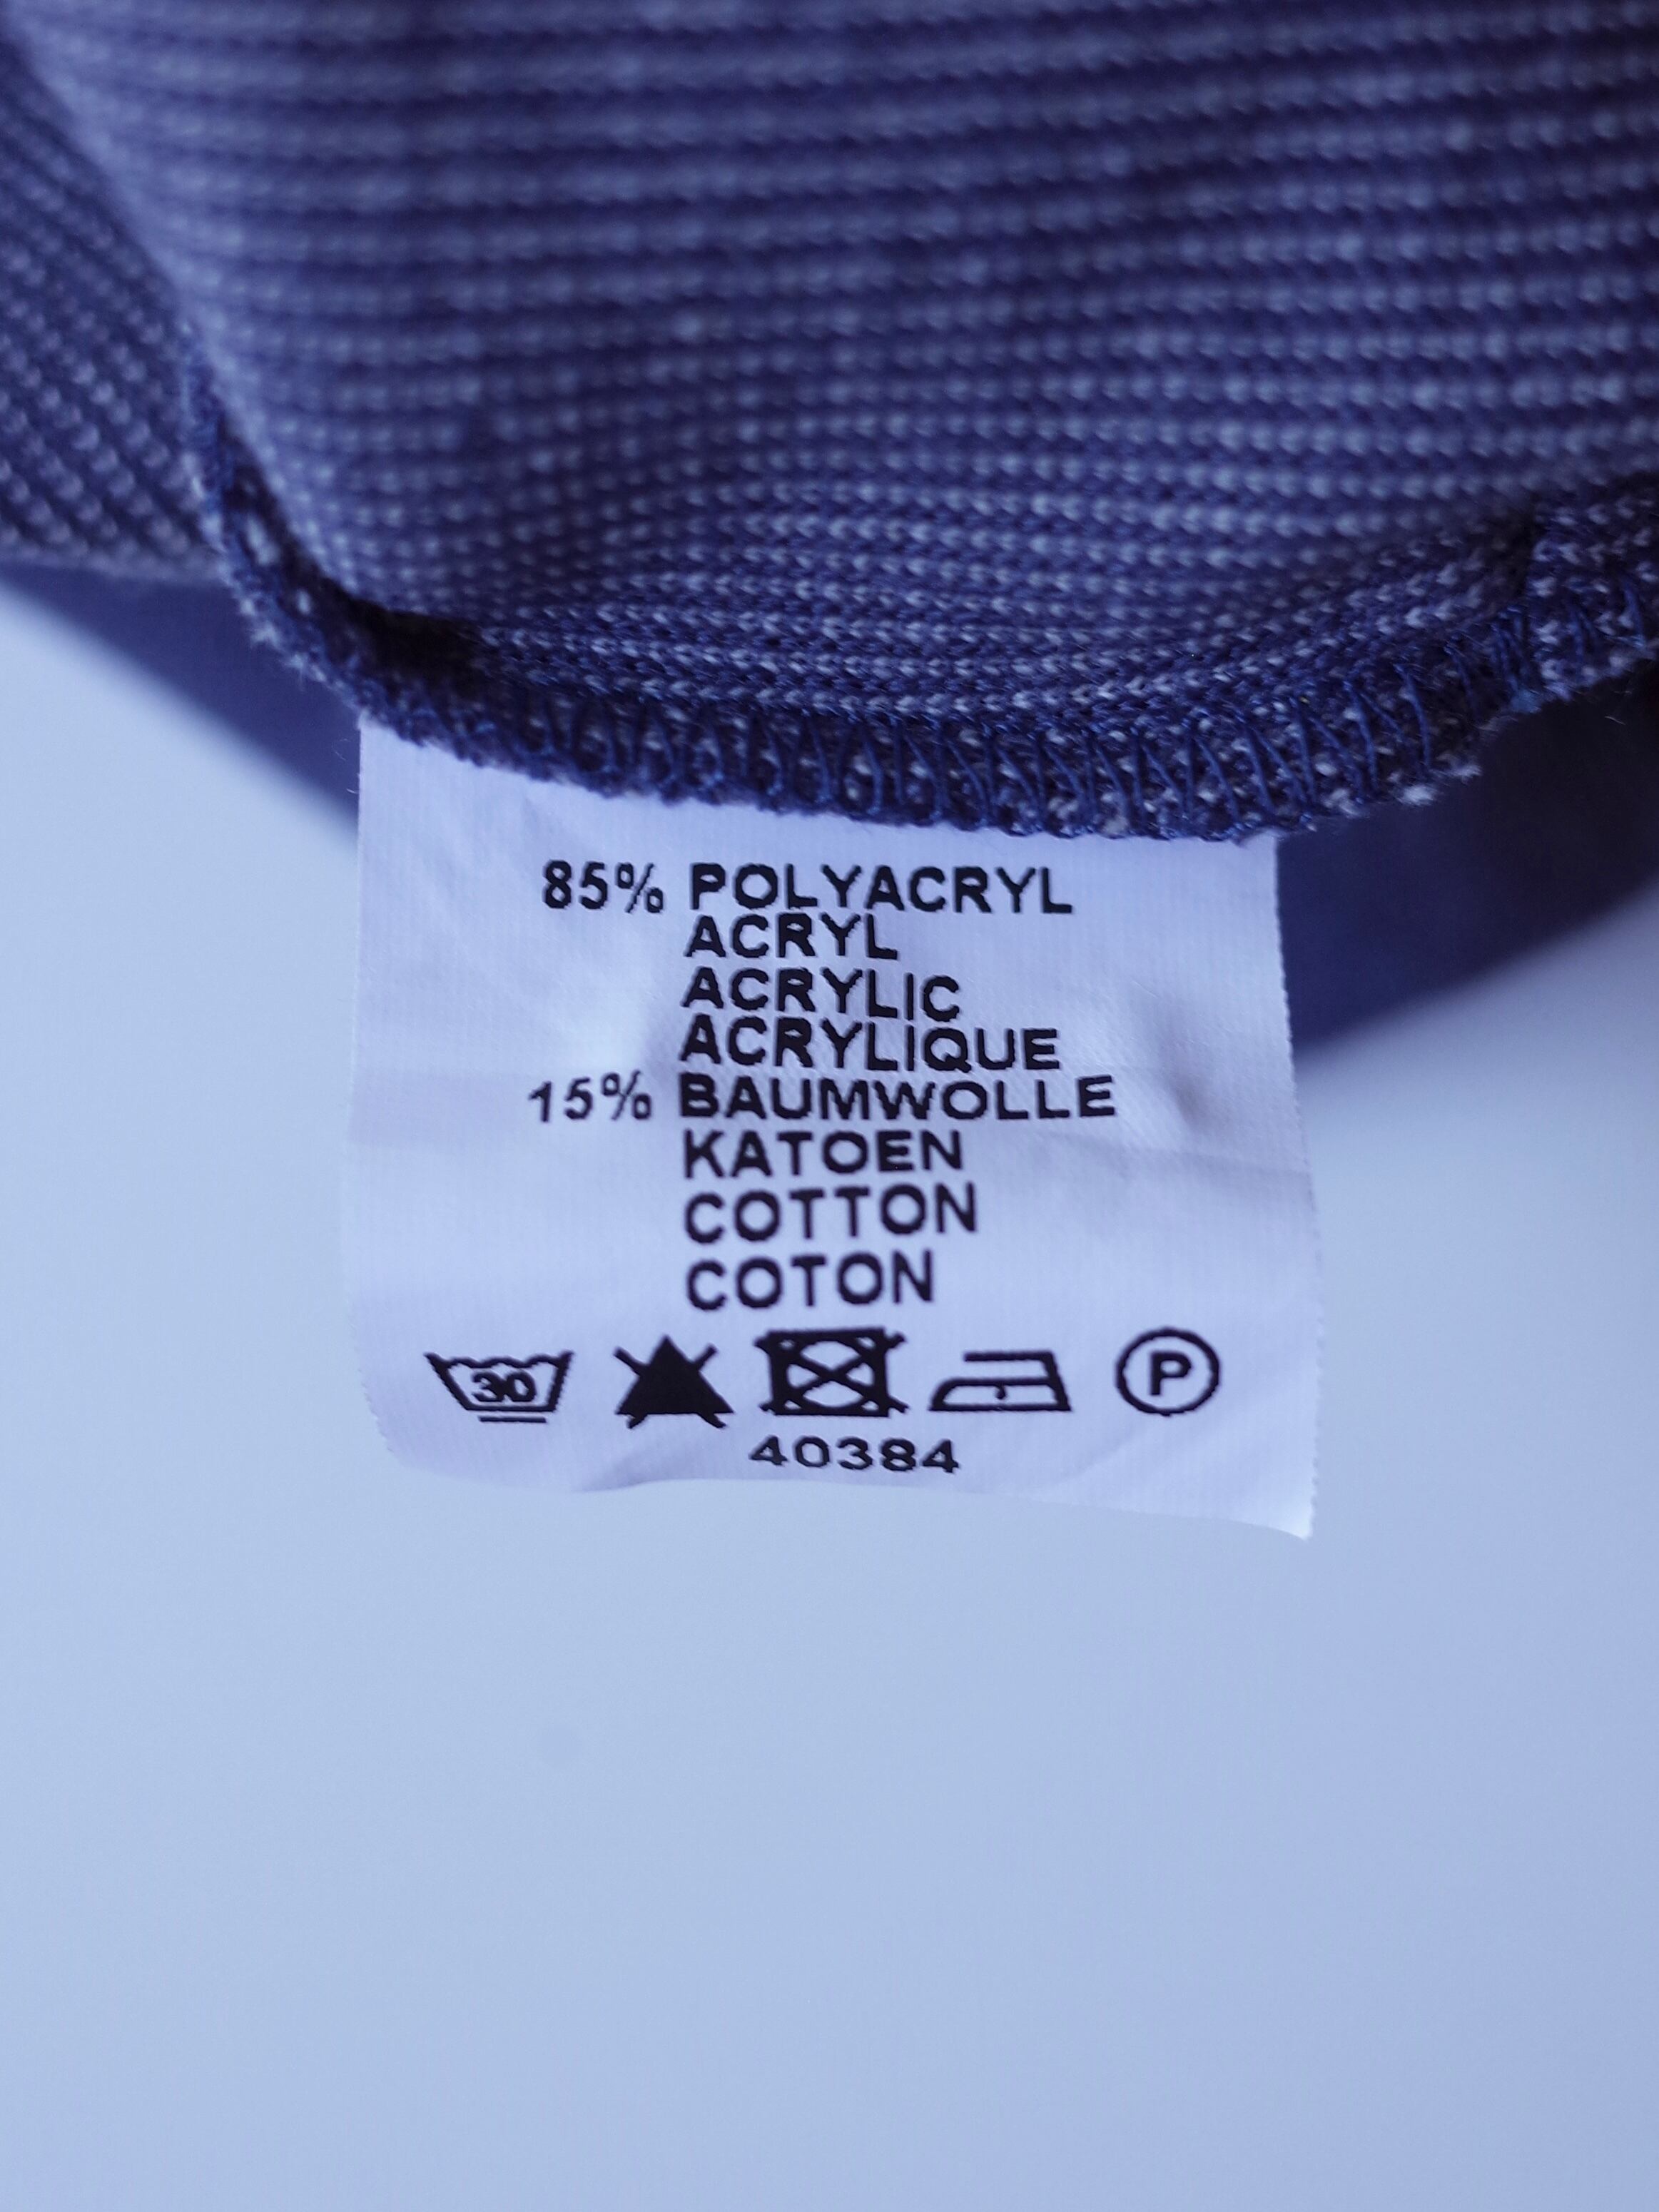 85% POLYACRYL
ACRYL
ACRYLIC
ACRYLIQUE
15% BAUMWOLLE
KATOEN
COTTON
COTON
30 P
40384